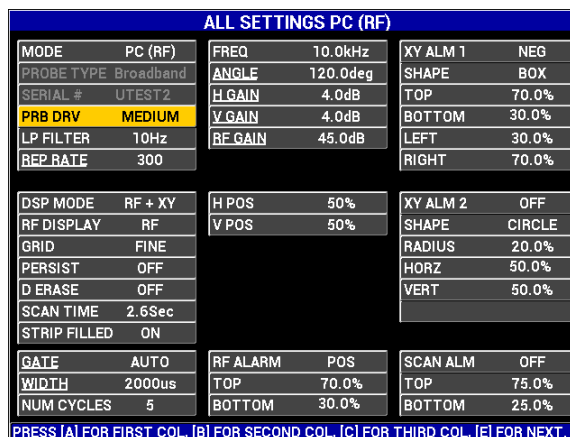 ALL SETTINGS PC (RF)
MODE PC (RF)
PROBE TYPE Broadband
SERIAL # UTEST2
PRB DRV MEDIUM
LP FILTER 10Hz
REP RATE 300
FREQ 10.0kHz
ANGLE 120.0deg
H GAIN 4.0dB
V GAIN 4.0dB
RF GAIN 45.0dB
XY ALM 1 NEG
SHAPE BOX
TOP 70.0%
BOTTOM 30.0%
LEFT 30.0%
RIGHT 70.0%
DSP MODE RF + XY
RF DISPLAY RF
GRID FINE
PERSIST OFF
D ERASE OFF
SCAN TIME 2.6Sec
STRIP FILLED ON
H POS 50%
V POS 50%
XY ALM 2 OFF
SHAPE CIRCLE
RADIUS 20.0%
HORZ 50.0%
VERT 50.0%
GATE AUTO
WIDTH 2000us
NUM CYCLES 5
RF ALARM POS
TOP 70.0%
BOTTOM 30.0%
SCAN ALM OFF
TOP 75.0%
BOTTOM 25.0%
PRESS [A] FOR FIRST COL, [B] FOR SECOND COL, [C] FOR THIRD COL, [E] FOR NEXT